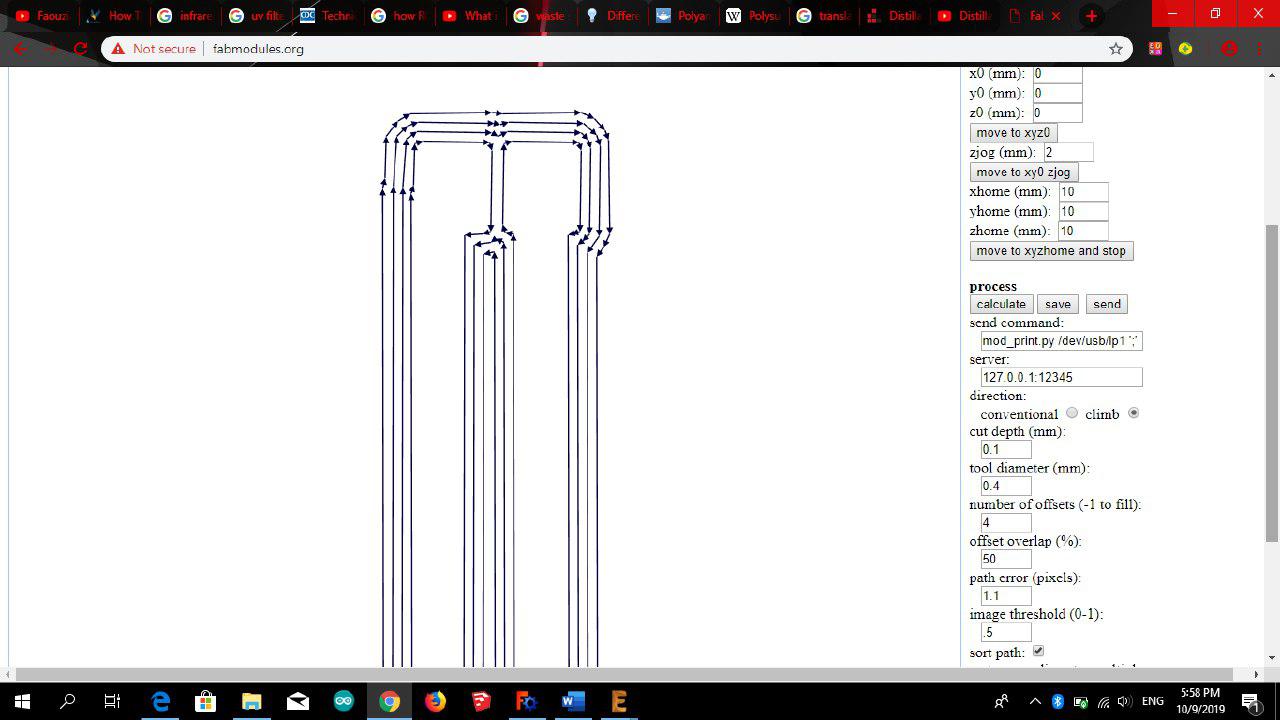 Faouzi
How T
infrare
uv filte
Techni
how R
What i
waste
Differe
Polyan
Polysu
transla
Distilla
Distilla
Fal
Not secure
fabmodules.org
x0 (mm): 0
y0 (mm): 0
z0 (mm): 0
move to xyz0
zjog (mm): 2
move to xy0 zjog
xhome (mm): 10
yhome (mm): 10
zhome (mm): 10
move to xyzhome and stop
process
calculate save send
send command:
mod_print.py /dev/usb/lp1 ';'
server:
127.0.0.1:12345
direction:
conventional climb
cut depth (mm):
0.1
tool diameter (mm):
0.4
number of offsets (-1 to fill):
4
offset overlap (%):
50
path error (pixels):
1.1
image threshold (0-1):
.5
sort path:
ENG
5:58 PM
10/9/2019